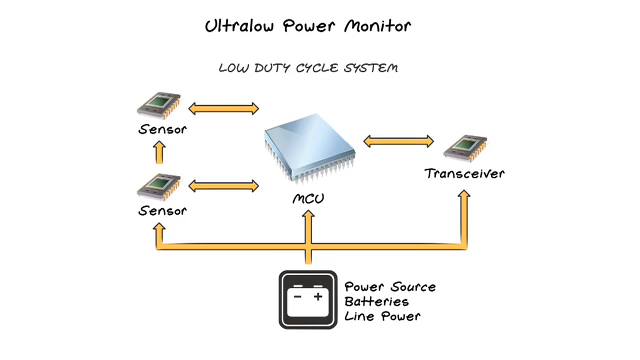 Ultralow Power Monitor
LOW DUTY CYCLE SYSTEM
Sensor
Transceiver
MCU
Sensor
Power Source
Batteries
Line Power